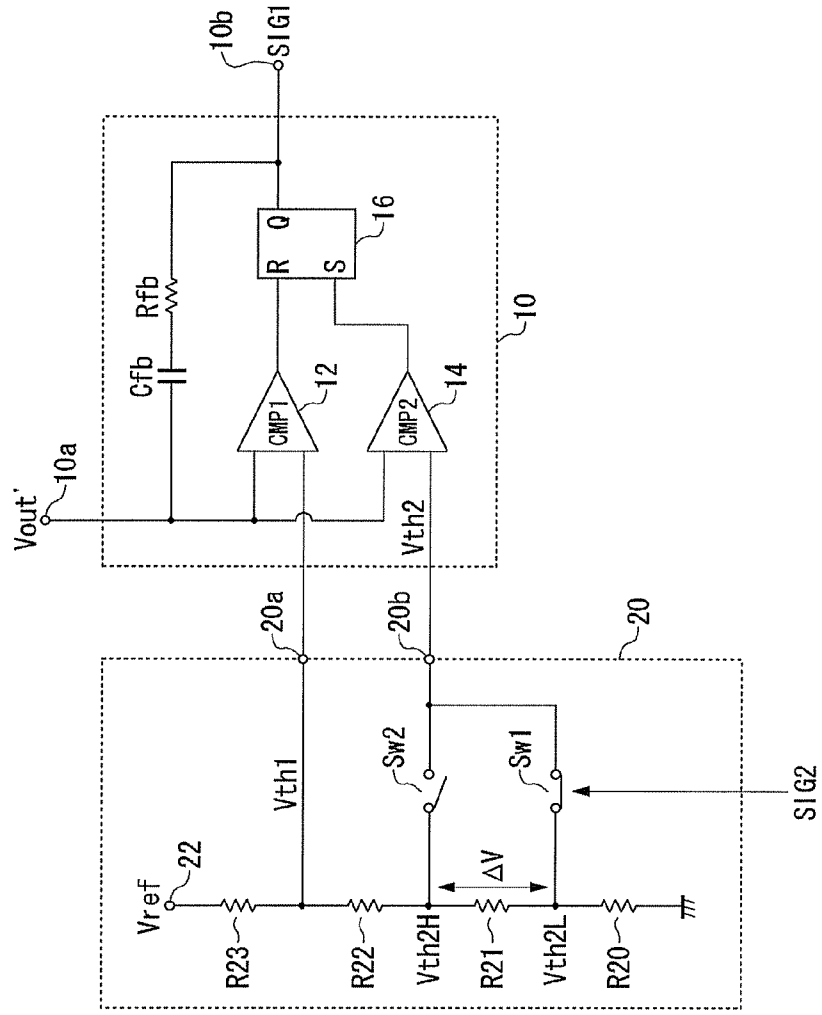 Vref
22
R23
Vth1
R22
Vth2H
ΔV
R21
Vth2L
R20
Sw2
Sw1
SIG2
20a
20b
20
Vout'
10a
Vth2
Cfb
Rfb
CMP1
12
CMP2
14
R
S
Q
16
10
10b
SIG1